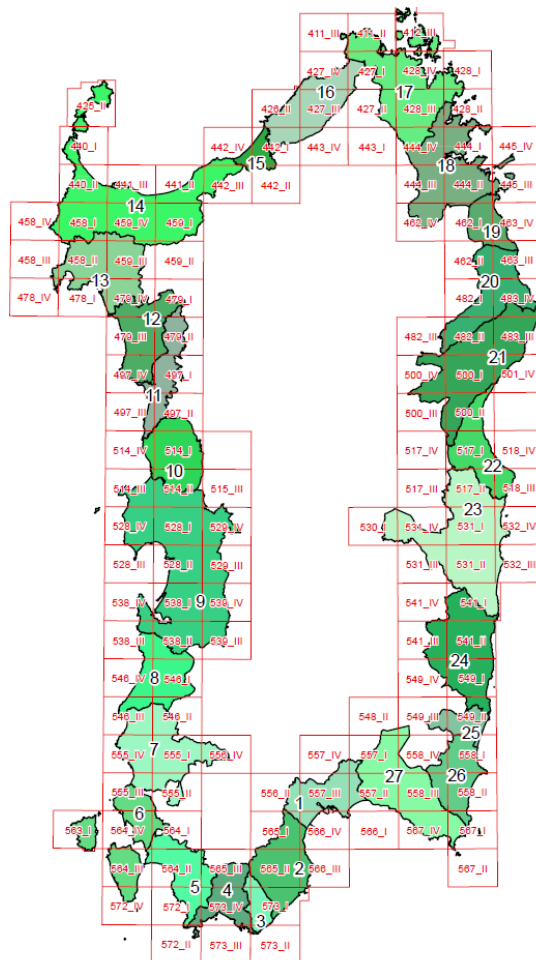 411_III 411_II 412_III
427_IV 427_I 428_IV 428_I
425_II 426_II 427_III 427_II 428_III 428_II
16 17
440_I 442_IV 442_I 443_IV 443_I 444_IV 444_I 445_IV
15 18
440_II 441_III 441_II 442_III 442_II 444_III 444_II 445_III
14
458_IV 458_I 459_IV 459_I 462_IV 462_I 463_IV
19
458_III 458_II 459_III 459_II 462_II 463_III
13 20
478_IV 478_I 479_IV 479_I 482_I 483_IV
12
479_III 479_II 482_III 482_II 483_III
21
497_IV 497_I 500_IV 500_I 501_IV
11
497_III 497_II 500_III 500_II
514_IV 514_I 517_IV 517_I 518_IV
10 22
514_III 514_II 515_III 517_III 517_II 518_III
23
528_IV 528_I 529_IV 530_I 531_IV 531_I 532_IV
528_III 528_II 529_III 531_III 531_II 532_III
538_IV 538_I 539_IV 541_IV 541_I
9
538_III 538_II 539_III 541_III 541_II
24
8
546_IV 546_I 549_IV 549_I
546_III 546_II 548_II 549_III 549_II
25
7
555_IV 555_I 556_IV 557_IV 557_I 558_IV 558_I
27 26
555_III 555_II 556_II 557_III 557_II 558_III 558_II
1
6
563_I 564_IV 564_I 565_I 566_IV 566_I 567_IV 567_I
564_III 564_II 565_III 565_II 566_III 567_II
2
5 4
572_IV 572_I 573_IV 573_I
3
572_II 573_III 573_II